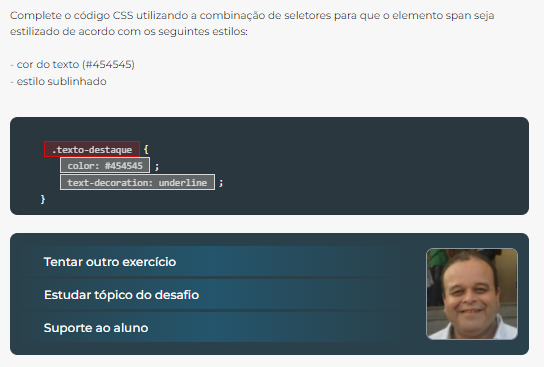 Complete o código CSS utilizando a combinação de seletores para que o elemento span seja
estilizado de acordo com os seguintes estilos:
- cor do texto (#454545)
- estilo sublinhado
.texto-destaque {
color: #454545 ;
text-decoration: underline ;
}
Tentar outro exercício
Estudar tópico do desafio
Suporte ao aluno